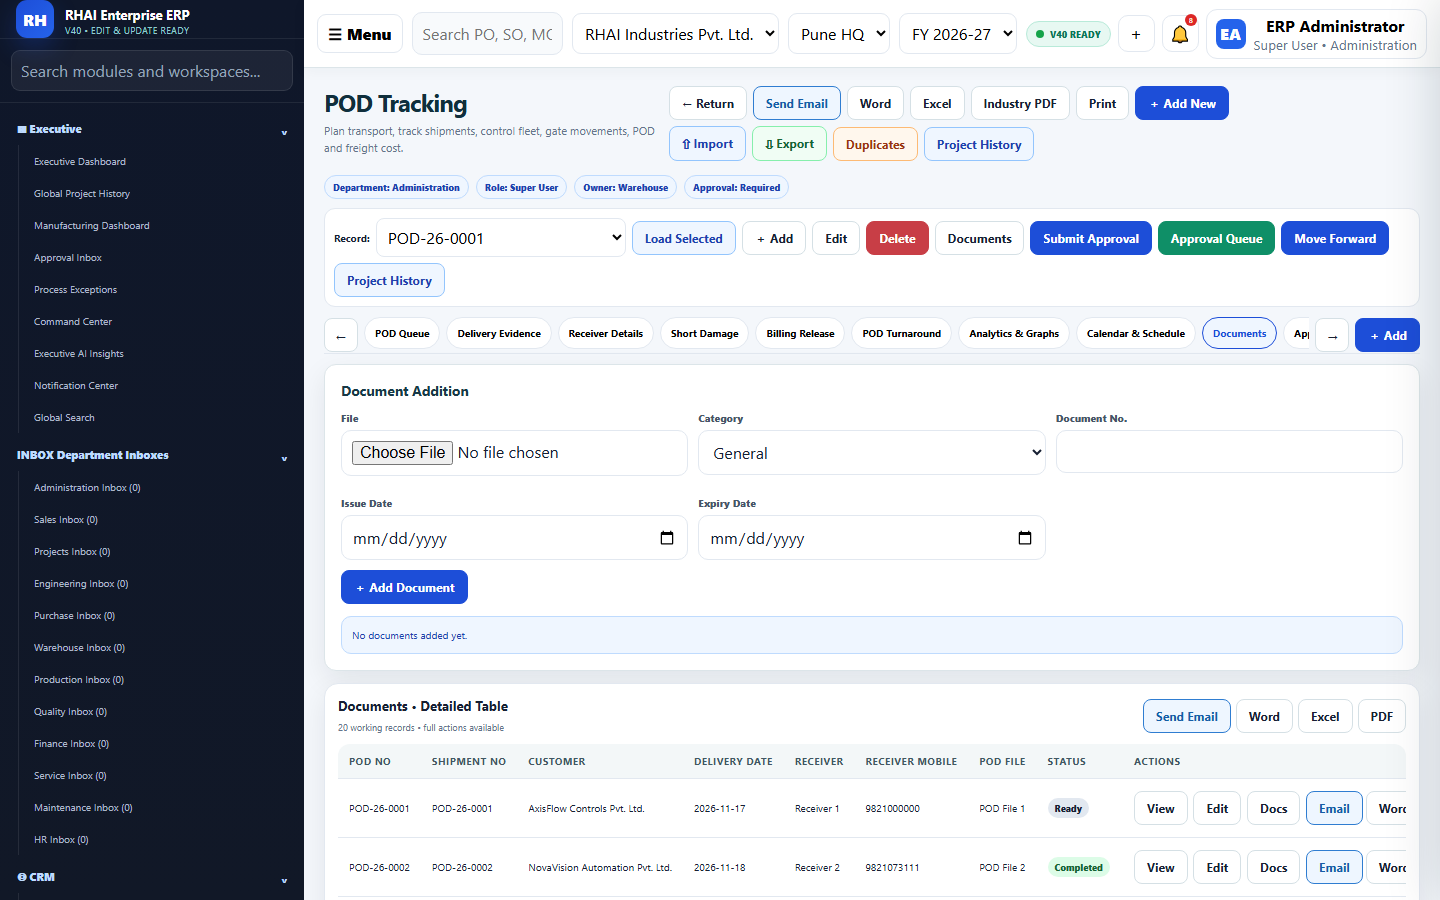 RH
RHAI Enterprise ERP
V40 • EDIT & UPDATE READY
Search modules and workspaces...
Executive
Executive Dashboard
Global Project History
Manufacturing Dashboard
Approval Inbox
Process Exceptions
Command Center
Executive AI Insights
Notification Center
Global Search
INBOX Department Inboxes
Administration Inbox (0)
Sales Inbox (0)
Projects Inbox (0)
Engineering Inbox (0)
Purchase Inbox (0)
Warehouse Inbox (0)
Production Inbox (0)
Quality Inbox (0)
Finance Inbox (0)
Service Inbox (0)
Maintenance Inbox (0)
HR Inbox (0)
CRM
☰ Menu
Search PO, SO, MO
RHAI Industries Pvt. Ltd.
Pune HQ
FY 2026-27
V40 READY
+
8
EA
ERP Administrator
Super User • Administration
POD Tracking
Plan transport, track shipments, control fleet, gate movements, POD
and freight cost.
← Return
Send Email
Word
Excel
Industry PDF
Print
+ Add New
⇧ Import
⇩ Export
Duplicates
Project History
Department: Administration
Role: Super User
Owner: Warehouse
Approval: Required
Record:
POD-26-0001
Load Selected
+ Add
Edit
Delete
Documents
Submit Approval
Approval Queue
Move Forward
Project History
←
POD Queue
Delivery Evidence
Receiver Details
Short Damage
Billing Release
POD Turnaround
Analytics & Graphs
Calendar & Schedule
Documents
App
→
+ Add
Document Addition
File
Category
Document No.
Choose File No file chosen
General
Issue Date
Expiry Date
mm/dd/yyyy
mm/dd/yyyy
+ Add Document
No documents added yet.
Documents • Detailed Table
20 working records • full actions available
Send Email
Word
Excel
PDF
POD NO SHIPMENT NO CUSTOMER DELIVERY DATE RECEIVER RECEIVER MOBILE POD FILE STATUS ACTIONS
POD-26-0001 POD-26-0001 AxisFlow Controls Pvt. Ltd. 2026-11-17 Receiver 1 9821000000 POD File 1 Ready View Edit Docs Email Word
POD-26-0002 POD-26-0002 NovaVision Automation Pvt. Ltd. 2026-11-18 Receiver 2 9821073111 POD File 2 Completed View Edit Docs Email Word